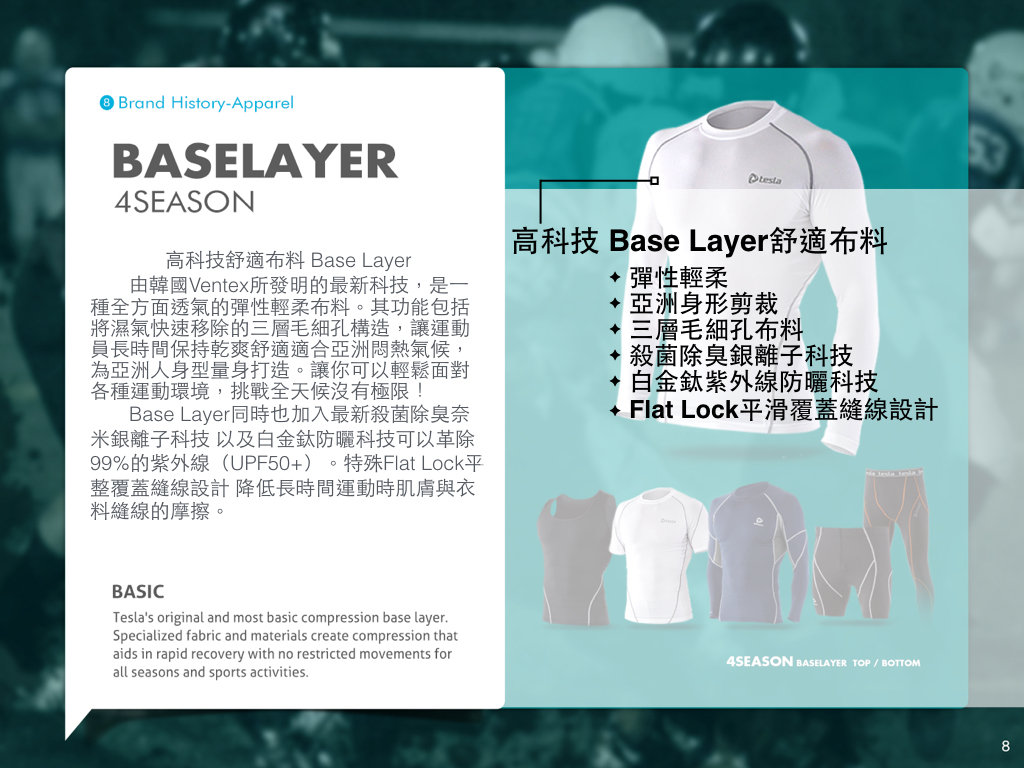 8 Brand History-Apparel
BASELAYER
4SEASON
高科技舒適布料 Base Layer
由韓國Ventex所發明的最新科技，是一
種全方面透氣的彈性輕柔布料。其功能包括
將濕氣快速移除的三層毛細孔構造，讓運動
員長時間保持乾爽舒適適合亞洲悶熱氣候，
為亞洲人身型量身打造。讓你可以輕鬆面對
各種運動環境，挑戰全天候沒有極限！
Base Layer同時也加入最新殺菌除臭奈
米銀離子科技 以及白金鈦防曬科技可以革除
99%的紫外線（UPF50+）。特殊Flat Lock平
整覆蓋縫線設計 降低長時間運動時肌膚與衣
料縫線的摩擦。
BASIC
Tesla's original and most basic compression base layer.
Specialized fabric and materials create compression that
aids in rapid recovery with no restricted movements for
all seasons and sports activities.
tesla
高科技 Base Layer舒適布料
✦ 彈性輕柔
✦ 亞洲身形剪裁
✦ 三層毛細孔布料
✦ 殺菌除臭銀離子科技
✦ 白金鈦紫外線防曬科技
✦ Flat Lock平滑覆蓋縫線設計
tesla tesla
tesla
4SEASON BASELAYER TOP / BOTTOM
53
8